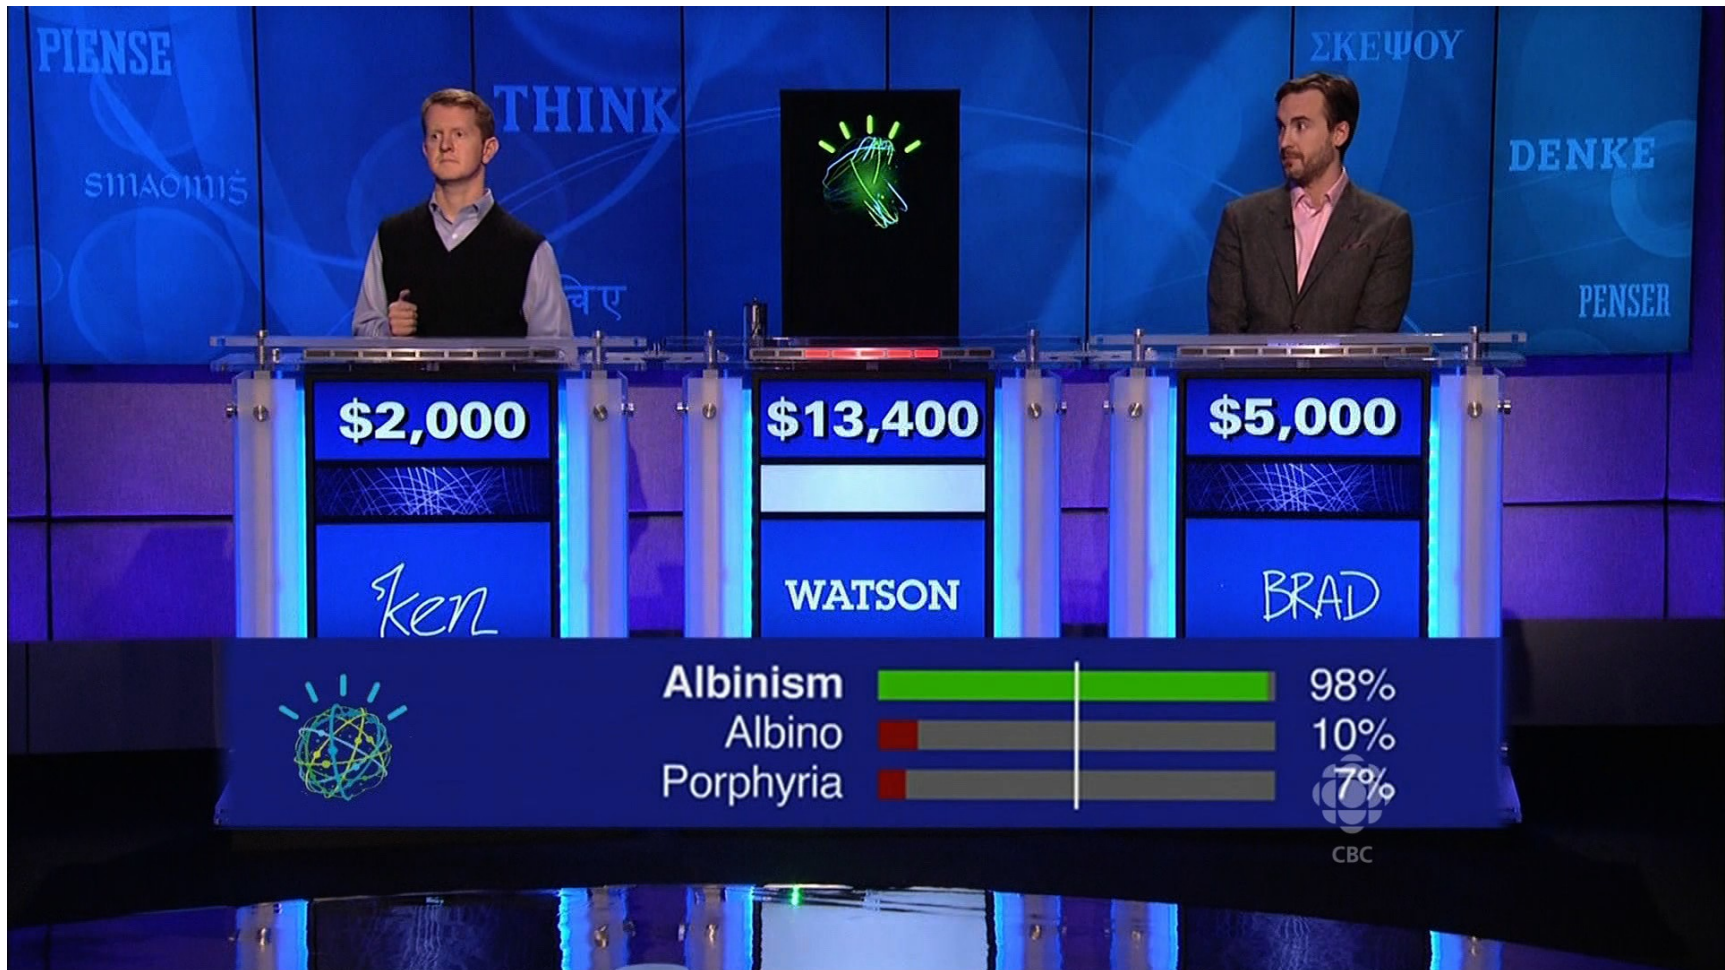 PIENSE
THINK
ΣΚΕΨΟΥ
DENKE
smaoiniġ
PENSER
$2,000
$13,400
$5,000
Ken
WATSON
BRAD
Albinism 98%
Albino 10%
Porphyria 7%
CBC